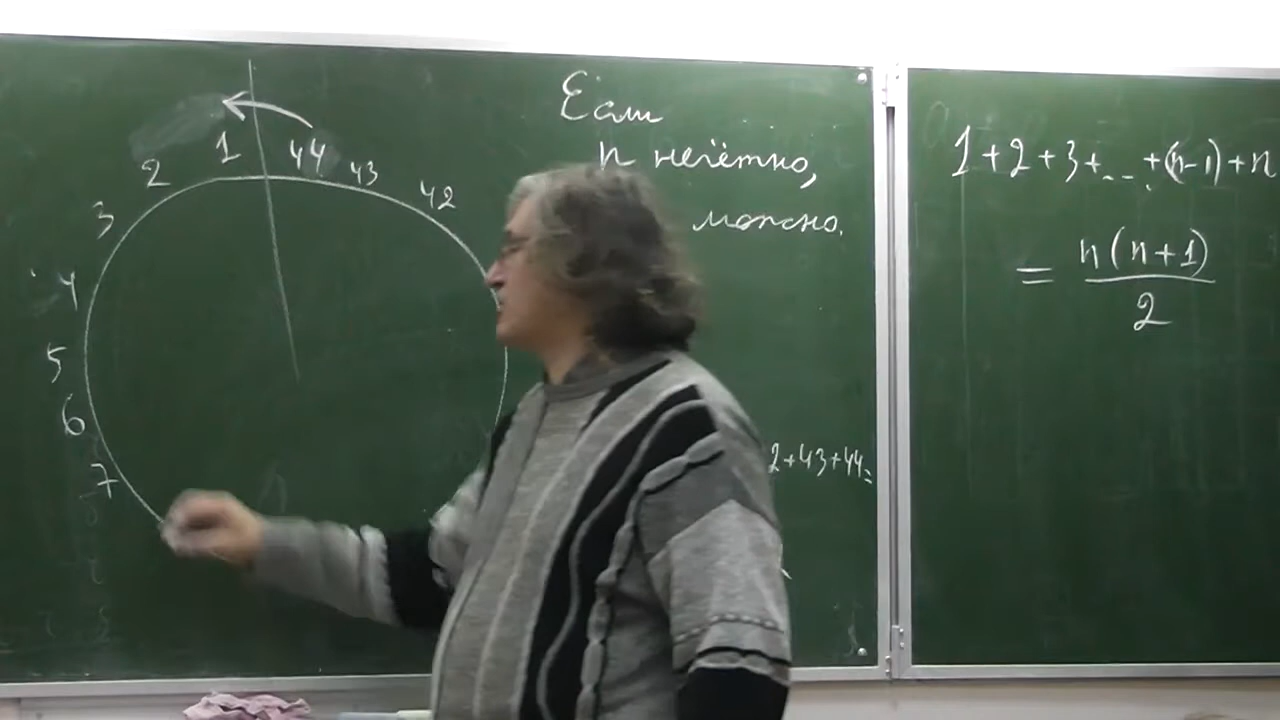 1 44 43 42
2
3
4
5
6
7
Если
n нечётно,
можно.
2+43+44=
1+2+3+...+(n-1)+n
= n(n+1)
2